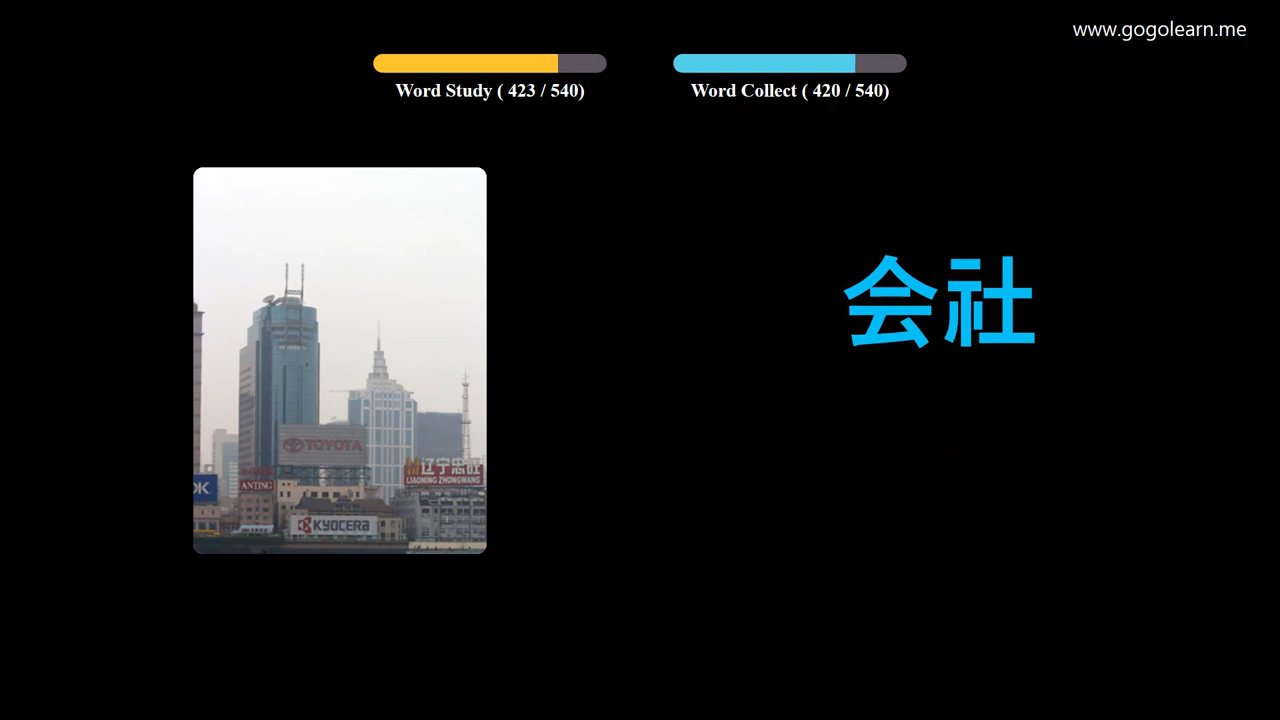 www.gogolearn.me
Word Study ( 423 / 540)
Word Collect ( 420 / 540)
会社
TOYOTA
辽宁忠旺
LIAONING ZHONGWANG
OK
ANTING
KYOCERA